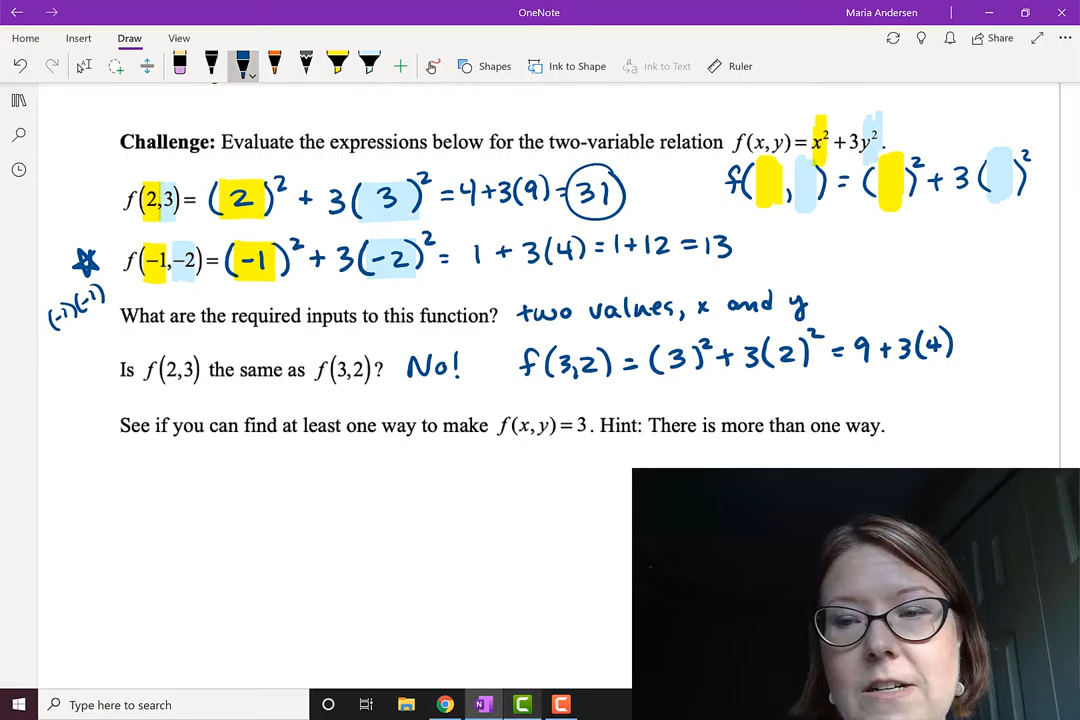 OneNote
Maria Andersen
Home Insert Draw View
Share
Shapes
Ink to Shape
Ink to Text
Ruler
Challenge: Evaluate the expressions below for the two-variable relation f(x,y)=x²+3y².
f( , ) = ( )² + 3( )²
f(2,3)= (2)² + 3(3)² = 4+3(9) = 31
f(−1,−2)= (-1)² + 3(-2)² = 1 + 3(4) = 1+12 = 13
(-1)(-1)
What are the required inputs to this function? two values, x and y
Is f(2,3) the same as f(3,2)? No! f(3,2) = (3)² + 3(2)² = 9+3(4)
See if you can find at least one way to make f(x,y)=3. Hint: There is more than one way.
Type here to search